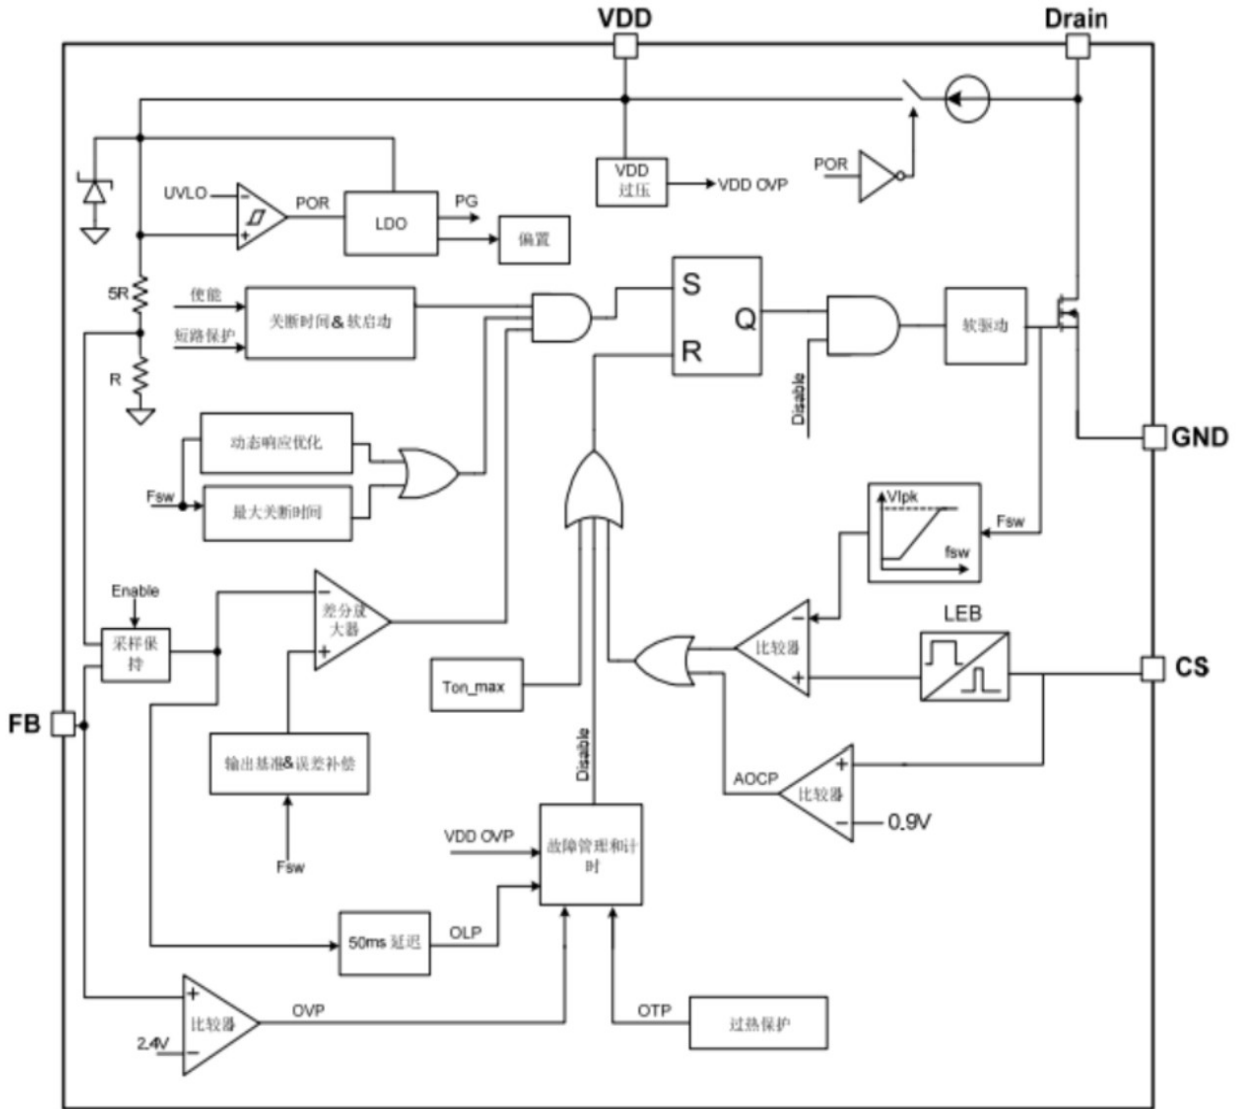 VDD
Drain
VDD
过压
VDD OVP
POR
UVLO
POR
LDO
PG
偏置
5R
R
使能
短路保护
关断时间&软启动
S
R
Q
软驱动
Disable
GND
动态响应优化
Fsw
最大关断时间
VIpk
fsw
Fsw
Enable
采样保
持
差分放
大器
比较器
LEB
CS
Ton_max
FB
输出基准&误差补偿
Fsw
Disable
AOCP
比较器
0.9V
VDD OVP
故障管理和计
时
50ms 延迟
OLP
OVP
OTP
过热保护
比较器
2.4V
+
−
+
−
+
−
+
−
+
−